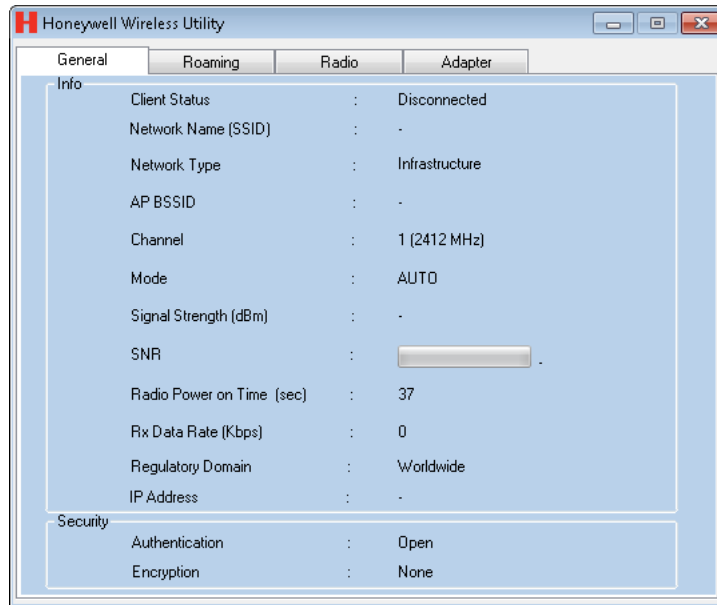 H Honeywell Wireless Utility
General Roaming Radio Adapter
Info
Client Status : Disconnected
Network Name (SSID) : -
Network Type : Infrastructure
AP BSSID : -
Channel : 1 (2412 MHz)
Mode : AUTO
Signal Strength (dBm) : -
SNR : .
Radio Power on Time (sec) : 37
Rx Data Rate (Kbps) : 0
Regulatory Domain : Worldwide
IP Address : -
Security
Authentication : Open
Encryption : None